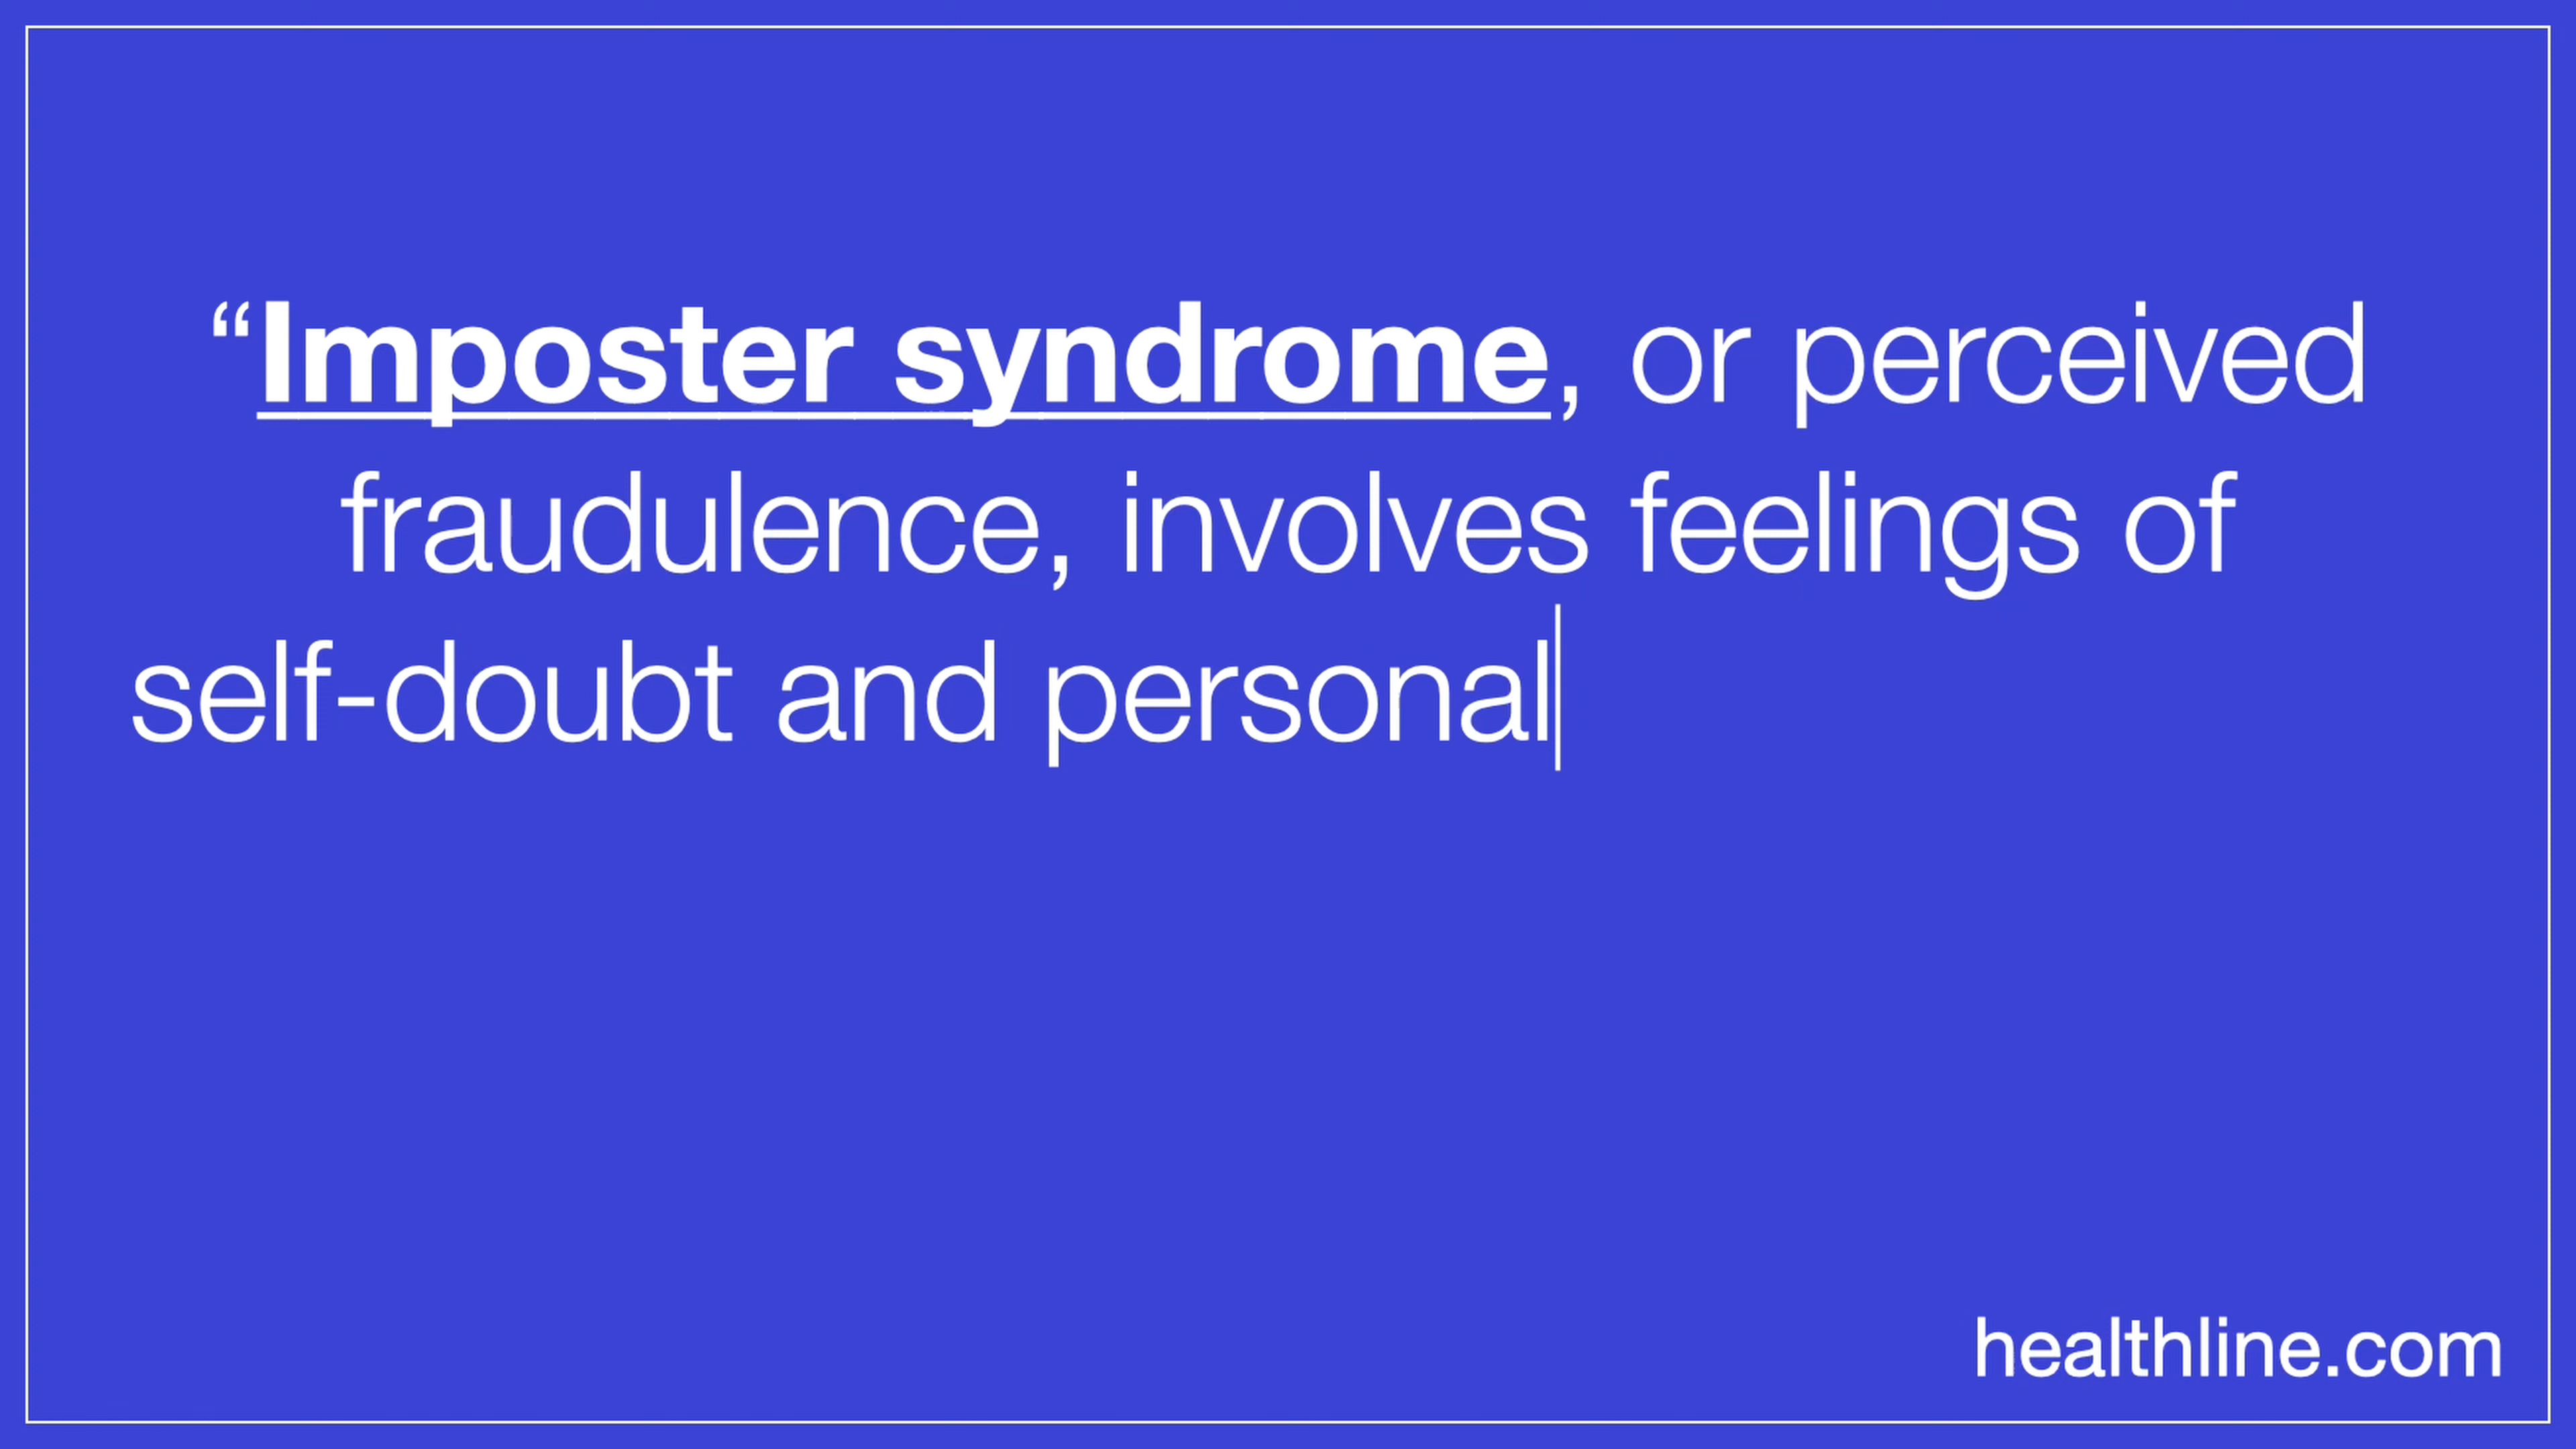 “Imposter syndrome, or perceived
fraudulence, involves feelings of
self-doubt and personal
healthline.com